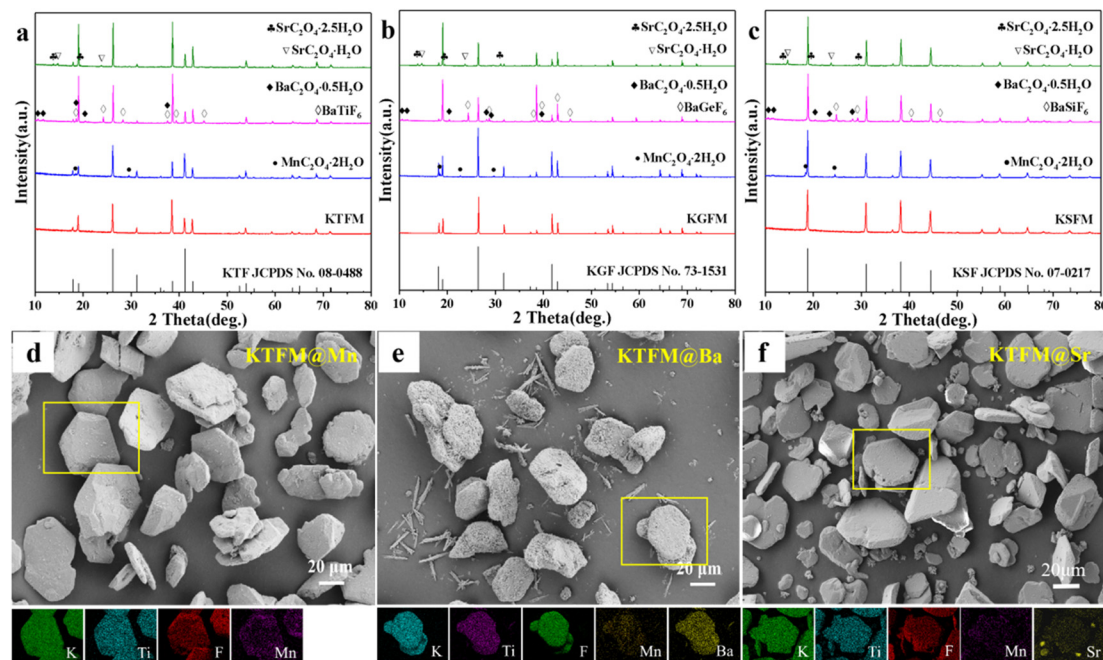 a
♣SrC₂O₄·2.5H₂O
▽SrC₂O₄·H₂O
◆BaC₂O₄·0.5H₂O
◇BaTiF₆
●MnC₂O₄·2H₂O
KTFM
KTF JCPDS No. 08-0488
Intensity(a.u.)
10 20 30 40 50 60 70 80
2 Theta(deg.)
b
♣SrC₂O₄·2.5H₂O
▽SrC₂O₄·H₂O
◆BaC₂O₄·0.5H₂O
◇BaGeF₆
●MnC₂O₄·2H₂O
KGFM
KGF JCPDS No. 73-1531
Intensity(a.u.)
10 20 30 40 50 60 70 80
2 Theta(deg.)
c
♣SrC₂O₄·2.5H₂O
▽SrC₂O₄·H₂O
◆BaC₂O₄·0.5H₂O
◇BaSiF₆
●MnC₂O₄·2H₂O
KSFM
KSF JCPDS No. 07-0217
Intensity(a.u.)
10 20 30 40 50 60 70 80
2 Theta(deg.)
d
KTFM@Mn
20 μm
K Ti F Mn
e
KTFM@Ba
20 μm
K Ti F Mn Ba
f
KTFM@Sr
20μm
K Ti F Mn Sr